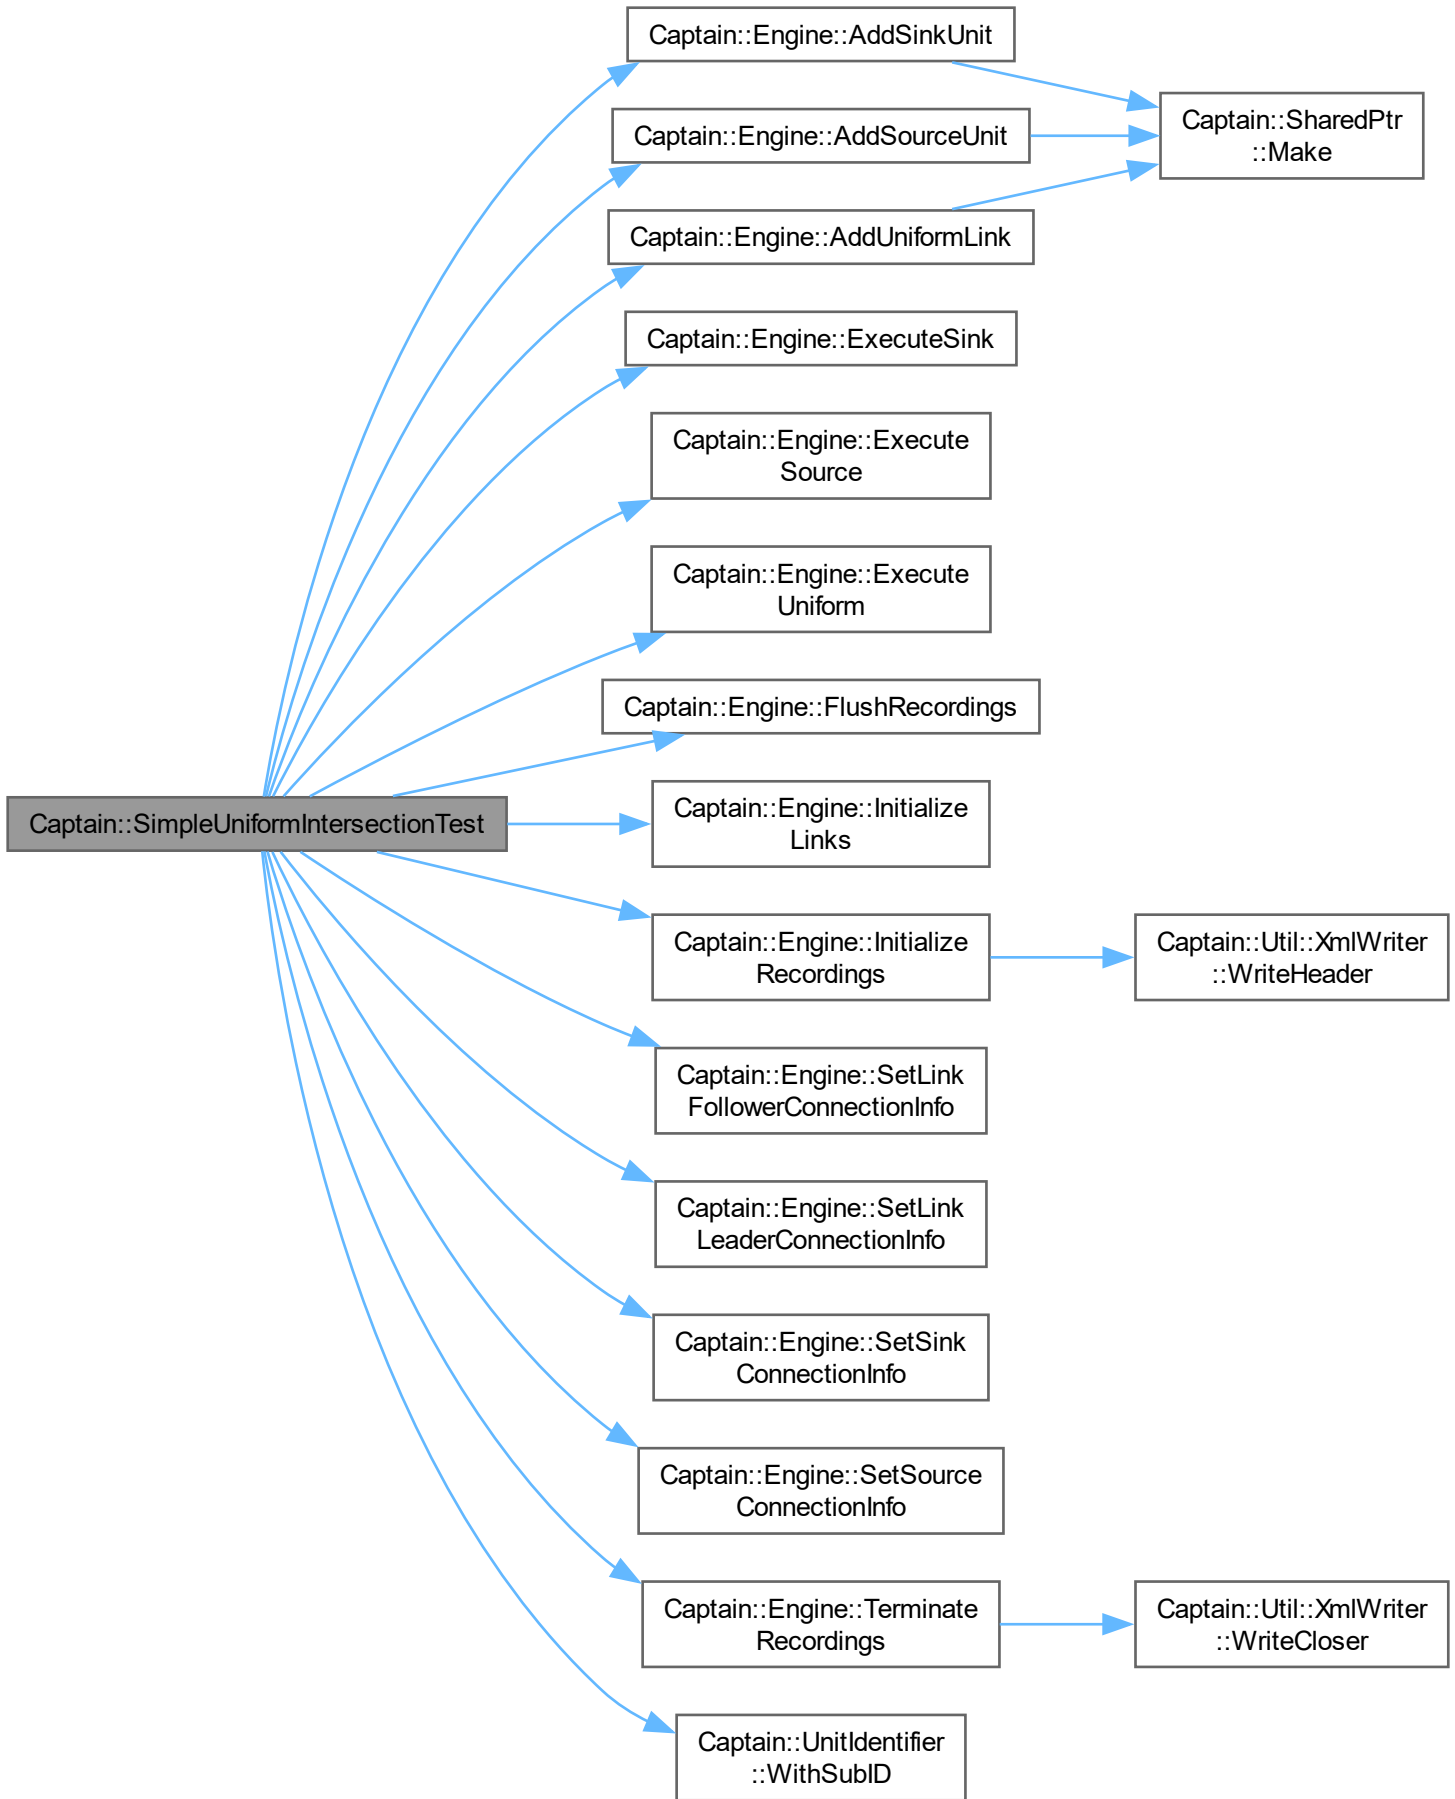 Captain::Engine::AddSinkUnit
Captain::SharedPtr
::Make
Captain::Engine::AddSourceUnit
Captain::Engine::AddUniformLink
Captain::Engine::ExecuteSink
Captain::Engine::Execute
Source
Captain::Engine::Execute
Uniform
Captain::Engine::FlushRecordings
Captain::SimpleUniformIntersectionTest
Captain::Engine::Initialize
Links
Captain::Engine::Initialize
Recordings
Captain::Util::XmlWriter
::WriteHeader
Captain::Engine::SetLink
FollowerConnectionInfo
Captain::Engine::SetLink
LeaderConnectionInfo
Captain::Engine::SetSink
ConnectionInfo
Captain::Engine::SetSource
ConnectionInfo
Captain::Engine::Terminate
Recordings
Captain::Util::XmlWriter
::WriteCloser
Captain::UnitIdentifier
::WithSubID